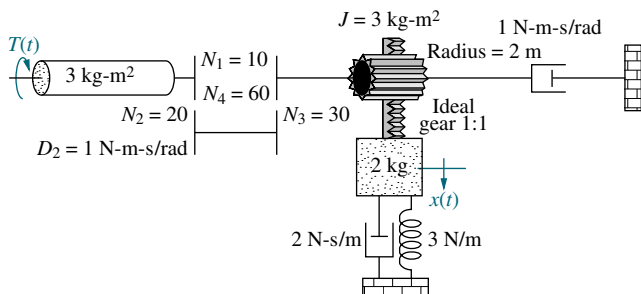 J = 3 kg-m²
1 N-m-s/rad
T(t)
N₁ = 10
Radius = 2 m
3 kg-m²
N₄ = 60
N₂ = 20
N₃ = 30
Ideal
gear 1:1
D₂ = 1 N-m-s/rad
2 kg
x(t)
2 N-s/m
3 N/m